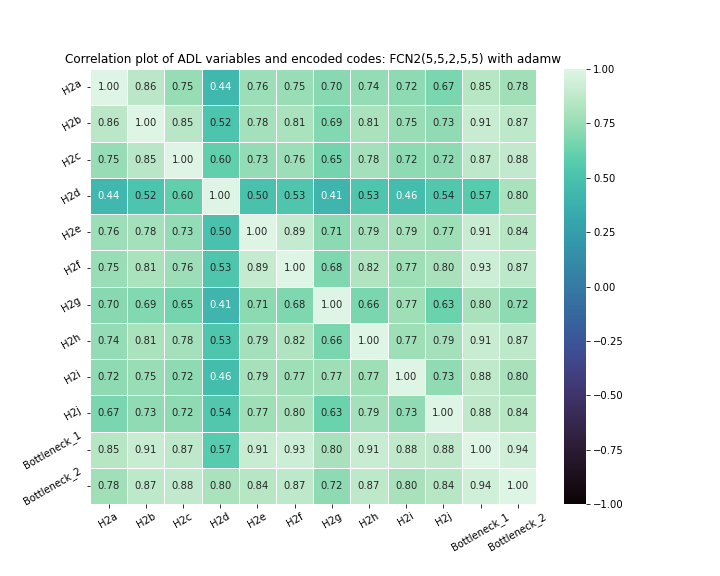 Correlation plot of ADL variables and encoded codes: FCN2(5,5,2,5,5) with adamw
H2a 1.00 0.86 0.75 0.44 0.76 0.75 0.70 0.74 0.72 0.67 0.85 0.78
H2b 0.86 1.00 0.85 0.52 0.78 0.81 0.69 0.81 0.75 0.73 0.91 0.87
H2c 0.75 0.85 1.00 0.60 0.73 0.76 0.65 0.78 0.72 0.72 0.87 0.88
H2d 0.44 0.52 0.60 1.00 0.50 0.53 0.41 0.53 0.46 0.54 0.57 0.80
H2e 0.76 0.78 0.73 0.50 1.00 0.89 0.71 0.79 0.79 0.77 0.91 0.84
H2f 0.75 0.81 0.76 0.53 0.89 1.00 0.68 0.82 0.77 0.80 0.93 0.87
H2g 0.70 0.69 0.65 0.41 0.71 0.68 1.00 0.66 0.77 0.63 0.80 0.72
H2h 0.74 0.81 0.78 0.53 0.79 0.82 0.66 1.00 0.77 0.79 0.91 0.87
H2i 0.72 0.75 0.72 0.46 0.79 0.77 0.77 0.77 1.00 0.73 0.88 0.80
H2j 0.67 0.73 0.72 0.54 0.77 0.80 0.63 0.79 0.73 1.00 0.88 0.84
Bottleneck_1 0.85 0.91 0.87 0.57 0.91 0.93 0.80 0.91 0.88 0.88 1.00 0.94
Bottleneck_2 0.78 0.87 0.88 0.80 0.84 0.87 0.72 0.87 0.80 0.84 0.94 1.00
H2a H2b H2c H2d H2e H2f H2g H2h H2i H2j Bottleneck_1 Bottleneck_2
1.00
0.75
0.50
0.25
0.00
−0.25
−0.50
−0.75
−1.00